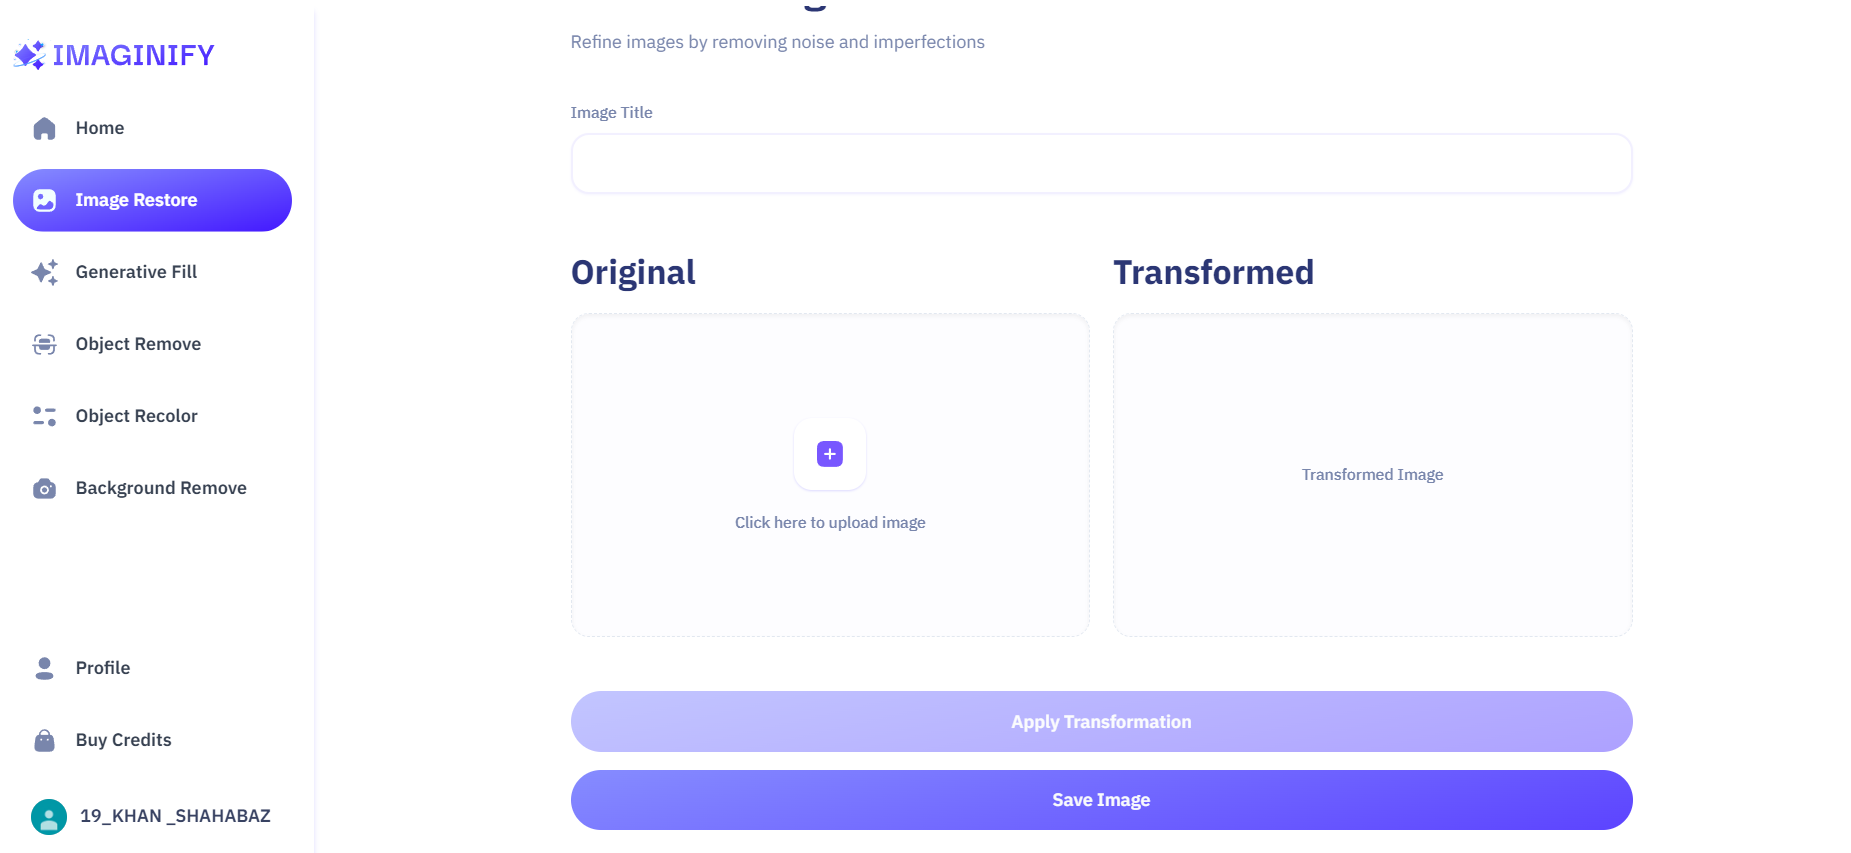 IMAGINIFY
Home
Image Restore
Generative Fill
Object Remove
Object Recolor
Background Remove
Profile
Buy Credits
19_KHAN _SHAHABAZ
Refine images by removing noise and imperfections
Image Title
Original
Click here to upload image
Transformed
Transformed Image
Apply Transformation
Save Image